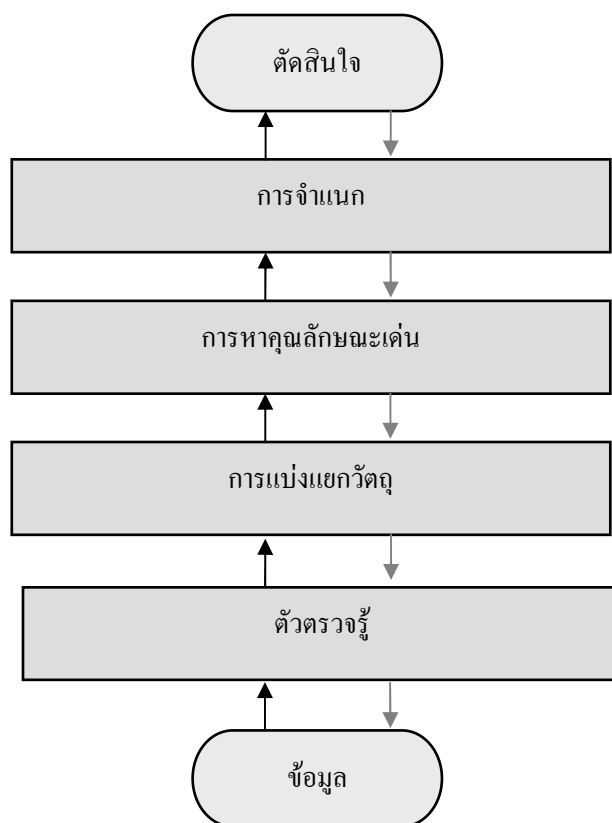 ตัดสินใจ
การจำแนก
การหาคุณลักษณะเด่น
การแบ่งแยกวัตถุ
ตัวตรวจรู้
ข้อมูล